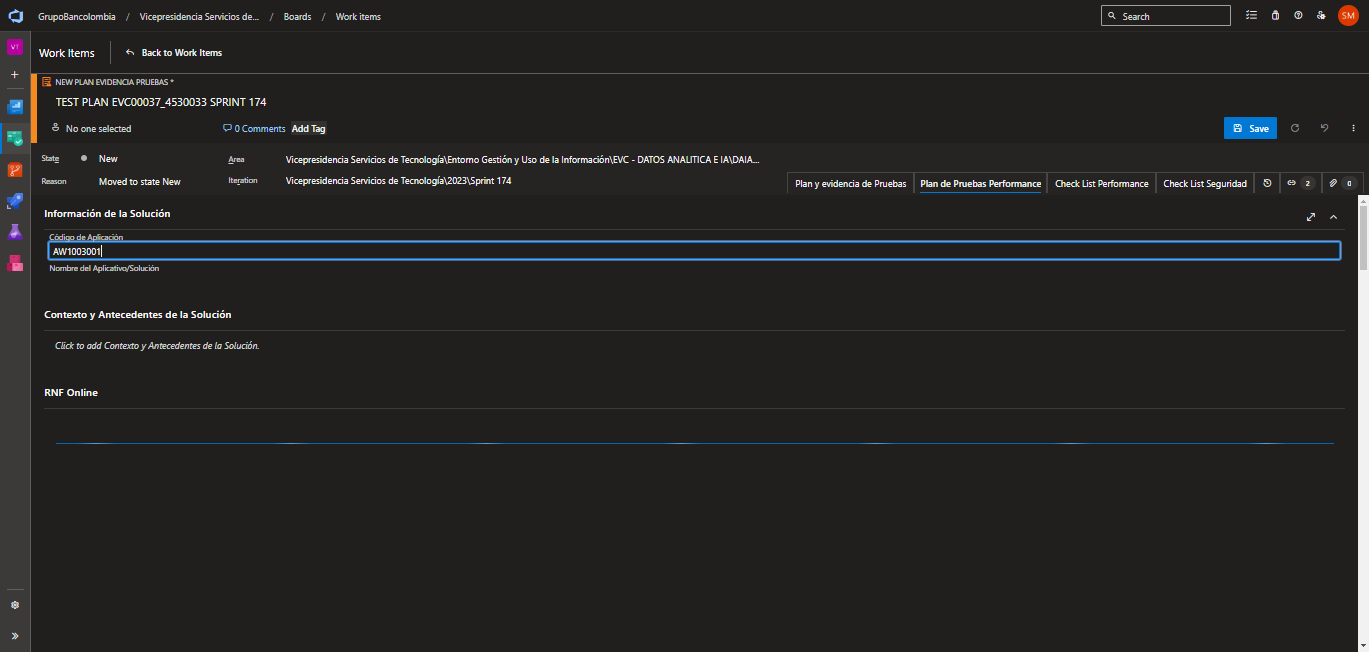 GrupoBancolombia / Vicepresidencia Servicios de... / Boards / Work items
Search
SM
VT
Work Items
Back to Work Items
NEW PLAN EVIDENCIA PRUEBAS *
TEST PLAN EVC00037_4530033 SPRINT 174
No one selected
0 Comments
Add Tag
Save
State
New
Area
Vicepresidencia Servicios de Tecnología\Entorno Gestión y Uso de la Información\EVC - DATOS ANALITICA E IA\DAIA...
Reason
Moved to state New
Iteration
Vicepresidencia Servicios de Tecnología\2023\Sprint 174
Plan y evidencia de Pruebas
Plan de Pruebas Performance
Check List Performance
Check List Seguridad
2
0
Información de la Solución
Código de Aplicación
AW1003001
Nombre del Aplicativo/Solución
Contexto y Antecedentes de la Solución
Click to add Contexto y Antecedentes de la Solución.
RNF Online